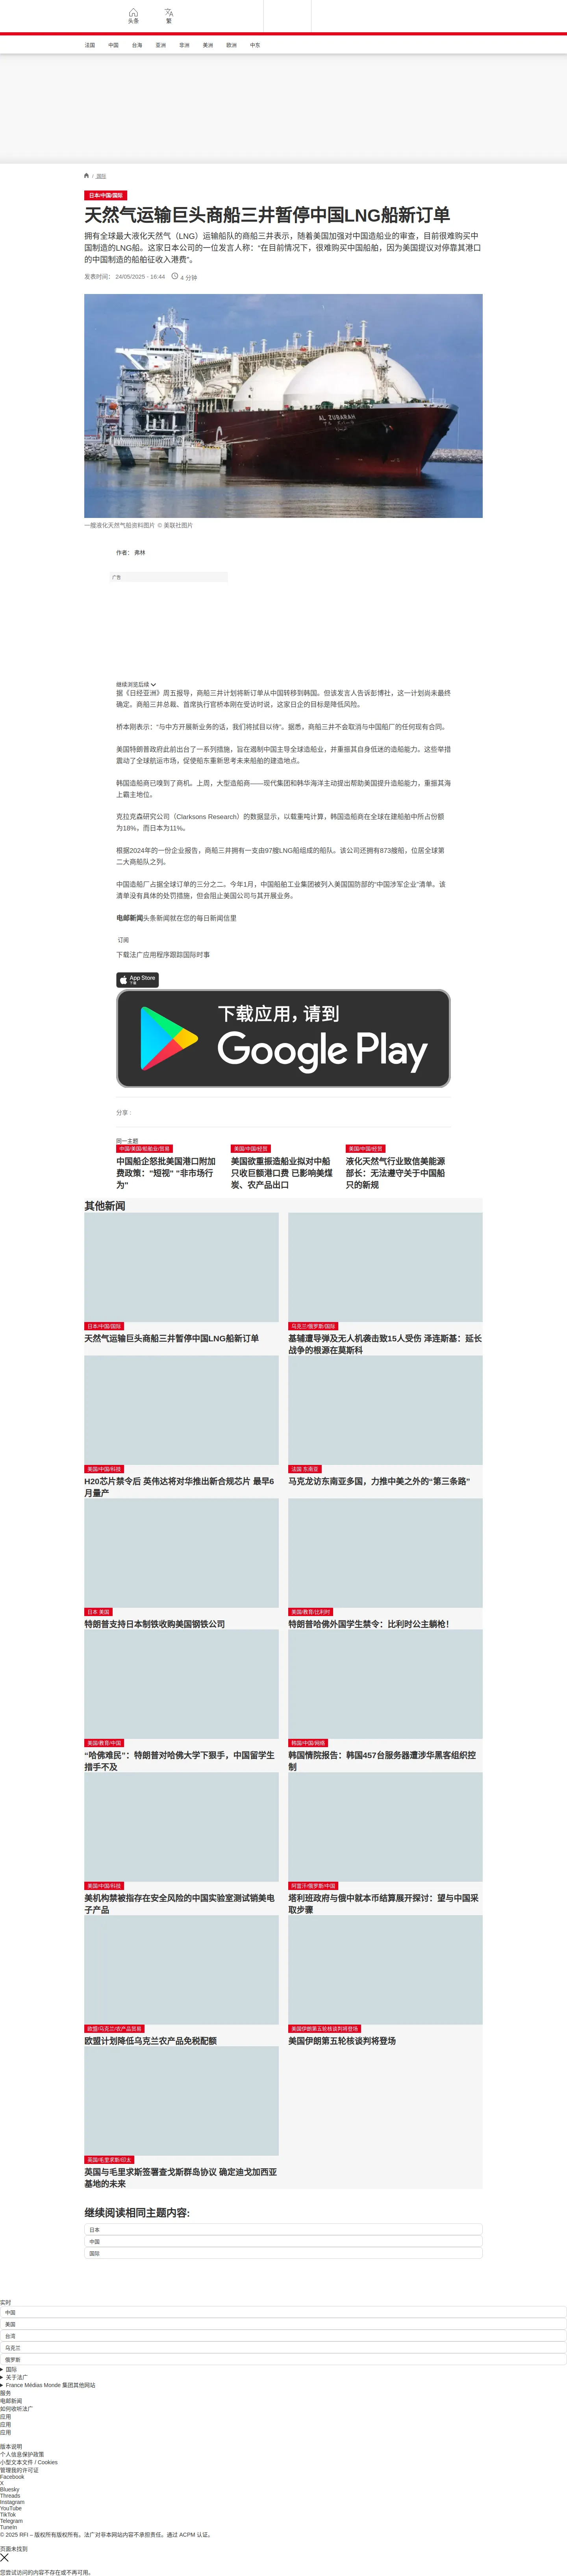 头条
繁
法国 中国 台海 亚洲 非洲 美洲 欧洲 中东
/ 国际
日本/中国/国际
天然气运输巨头商船三井暂停中国LNG船新订单
拥有全球最大液化天然气（LNG）运输船队的商船三井表示，随着美国加强对中国造船业的审查，目前很难购买中
国制造的LNG船。这家日本公司的一位发言人称：“在目前情况下，很难购买中国船舶，因为美国提议对停靠其港口
的中国制造的船舶征收入港费”。
发表时间： 24/05/2025 - 16:44 4 分钟
AL ZUBARAH
一艘液化天然气船资料图片 © 美联社图片
作者： 弗林
广告
继续浏览后续
据《日经亚洲》周五报导，商船三井计划将新订单从中国转移到韩国。但该发言人告诉彭博社，这一计划尚未最终
确定。商船三井总裁、首席执行官桥本刚在受访时说，这家日企的目标是降低风险。
桥本刚表示：“与中方开展新业务的话，我们将拭目以待”。据悉，商船三井不会取消与中国船厂的任何现有合同。
美国特朗普政府此前出台了一系列措施，旨在遏制中国主导全球造船业，并重振其自身低迷的造船能力。这些举措
震动了全球航运市场，促使船东重新思考未来船舶的建造地点。
韩国造船商已嗅到了商机。上周，大型造船商——现代集团和韩华海洋主动提出帮助美国提升造船能力，重振其海
上霸主地位。
克拉克森研究公司（Clarksons Research）的数据显示，以载重吨计算，韩国造船商在全球在建船舶中所占份额
为18%，而日本为11%。
根据2024年的一份企业报告，商船三井拥有一支由97艘LNG船组成的船队。该公司还拥有873艘船，位居全球第
二大商船队之列。
中国造船厂占据全球订单的三分之二。今年1月，中国船舶工业集团被列入美国国防部的“中国涉军企业”清单。该
清单没有具体的处罚措施，但会阻止美国公司与其开展业务。
电邮新闻头条新闻就在您的每日新闻信里
订阅
下载法广应用程序跟踪国际时事
App Store
下载
下载应用，请到
Google Play
分享 :
同一主题
中国/美国/船舶业/贸易
中国船企怒批美国港口附加
费政策："短视" "非市场行
为"
美国/中国/经贸
美国欲重振造船业拟对中船
只收巨额港口费 已影响美煤
炭、农产品出口
美国/中国/经贸
液化天然气行业致信美能源
部长：无法遵守关于中国船
只的新规
其他新闻
日本/中国/国际
天然气运输巨头商船三井暂停中国LNG船新订单
乌克兰/俄罗斯/国际
基辅遭导弹及无人机袭击致15人受伤 泽连斯基：延长
战争的根源在莫斯科
美国/中国/科技
H20芯片禁令后 英伟达将对华推出新合规芯片 最早6
月量产
法国 东南亚
马克龙访东南亚多国，力推中美之外的“第三条路”
日本 美国
特朗普支持日本制铁收购美国钢铁公司
美国/教育/比利时
特朗普哈佛外国学生禁令：比利时公主躺枪！
美国/教育/中国
“哈佛难民”：特朗普对哈佛大学下狠手，中国留学生
措手不及
韩国/中国/网络
韩国情院报告：韩国457台服务器遭涉华黑客组织控
制
美国/中国/科技
美机构禁被指存在安全风险的中国实验室测试销美电
子产品
阿富汗/俄罗斯/中国
塔利班政府与俄中就本币结算展开探讨：望与中国采
取步骤
欧盟/乌克兰/农产品贸易
欧盟计划降低乌克兰农产品免税配额
美国伊朗第五轮核谈判将登场
美国伊朗第五轮核谈判将登场
英国/毛里求斯/印太
英国与毛里求斯签署查戈斯群岛协议 确定迪戈加西亚
基地的未来
继续阅读相同主题内容:
日本
中国
国际
实时
中国
美国
台湾
乌克兰
俄罗斯
国际
关于法广
France Médias Monde 集团其他网站
服务
电邮新闻
如何收听法广
应用
应用
应用
版本说明
个人信息保护政策
小型文本文件 / Cookies
管理我的许可证
Facebook
X
Bluesky
Threads
Instagram
YouTube
TikTok
Telegram
TuneIn
© 2025 RFI – 版权所有版权所有。法广对非本网站内容不承担责任。通过 ACPM 认证。
页面未找到
您尝试访问的内容不存在或不再可用。